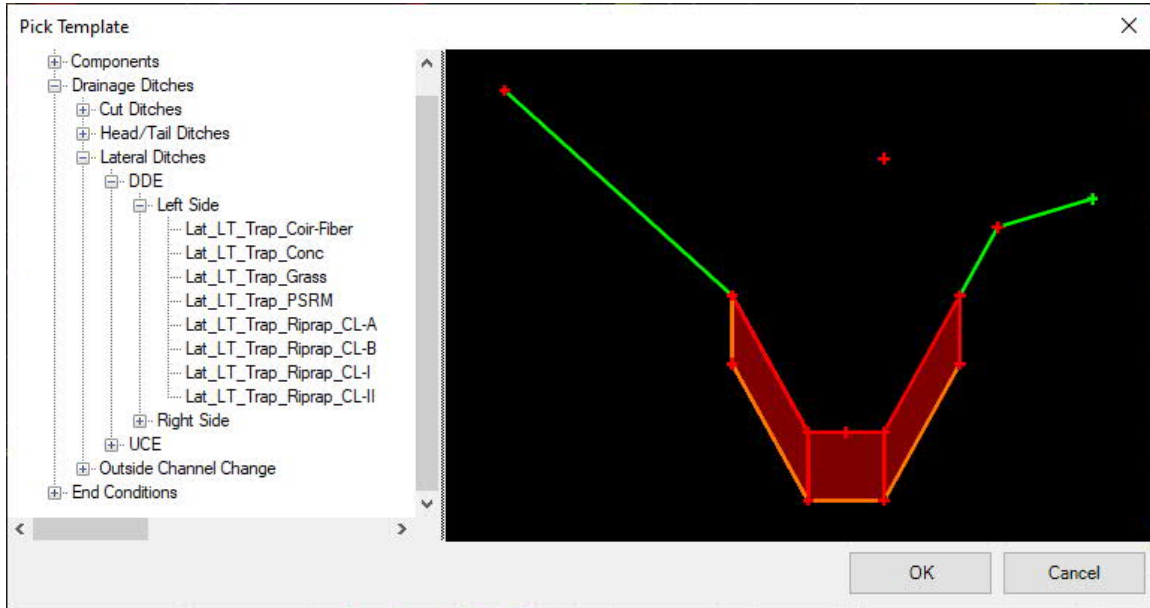 Pick Template
Components
Drainage Ditches
Cut Ditches
Head/Tail Ditches
Lateral Ditches
DDE
Left Side
Lat_LT_Trap_Coir-Fiber
Lat_LT_Trap_Conc
Lat_LT_Trap_Grass
Lat_LT_Trap_PSRM
Lat_LT_Trap_Riprap_CL-A
Lat_LT_Trap_Riprap_CL-B
Lat_LT_Trap_Riprap_CL-I
Lat_LT_Trap_Riprap_CL-II
Right Side
UCE
Outside Channel Change
End Conditions
OK Cancel